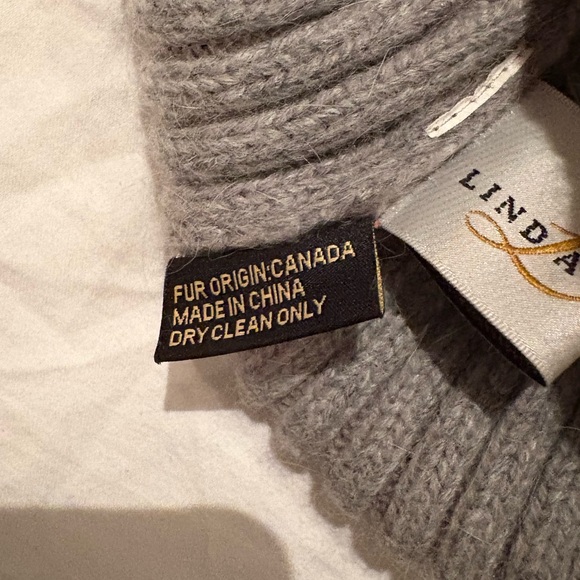 FUR ORIGIN:CANADA
MADE IN CHINA
DRY CLEAN ONLY
LINDA